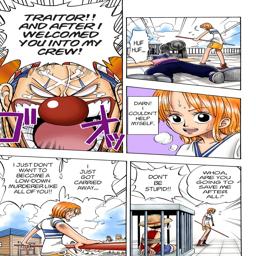 TRAITOR!!
AND AFTER I
WELCOMED
YOU INTO MY
CREW!
HUF
HUF...
DARN!
I
COULDN'T
HELP
MYSELF.
I JUST DON'T
WANT TO
BECOME A
LOW-DOWN
MURDERER LIKE
ALL OF YOU!!
I
JUST
GOT
CARRIED
AWAY...
DON'T
BE
STUPID!!
WHOA,
ARE YOU
GOING TO
SAVE ME
AFTER
ALL?